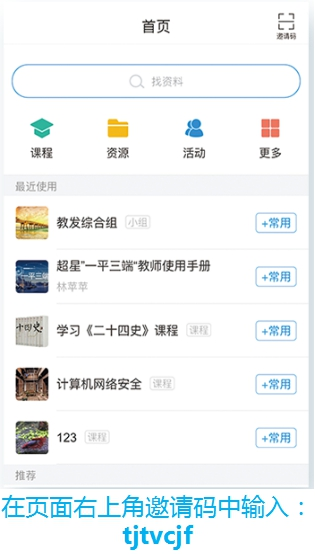 首页
邀请码
找资料
课程 资源 活动 更多
最近使用
教发综合组 小组 +常用
超星"一平三端"教师使用手册 +常用
林苹苹
十四史
学习《二十四史》课程 课程 +常用
计算机网络安全 课程 +常用
123 课程 +常用
推荐
在页面右上角邀请码中输入：
tjtvcjf